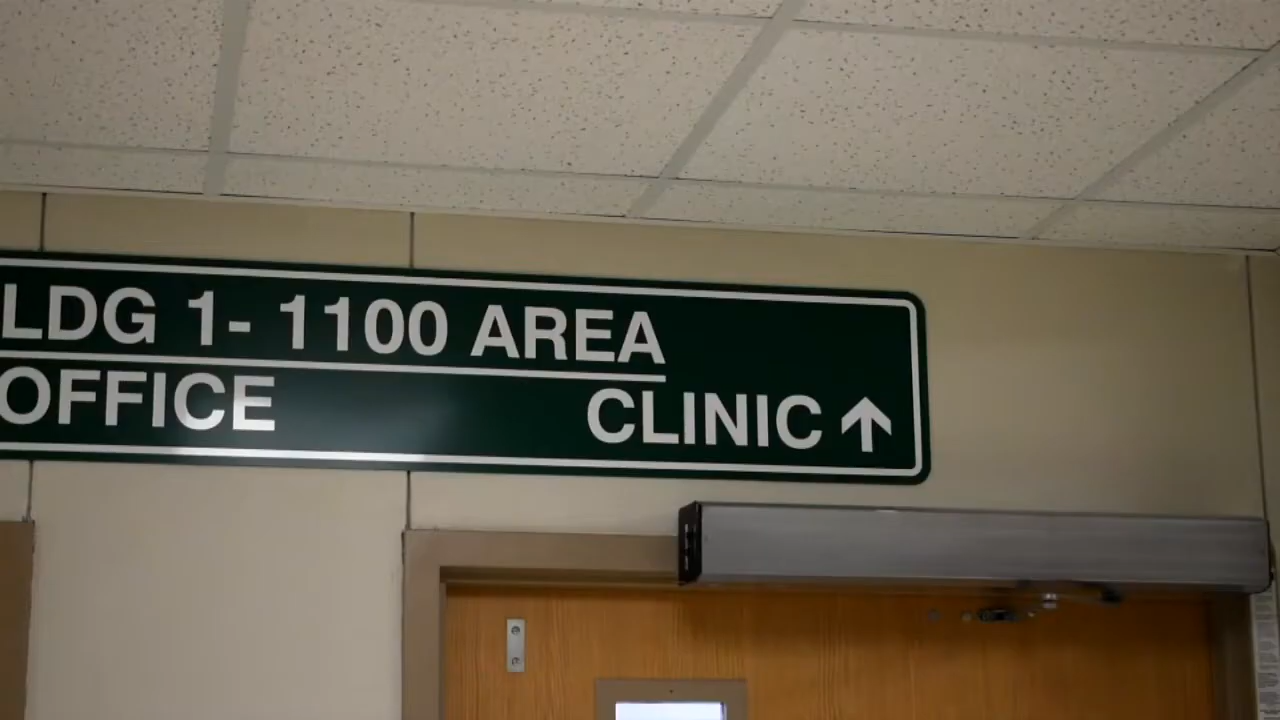 LDG 1- 1100 AREA
OFFICE CLINIC ↑